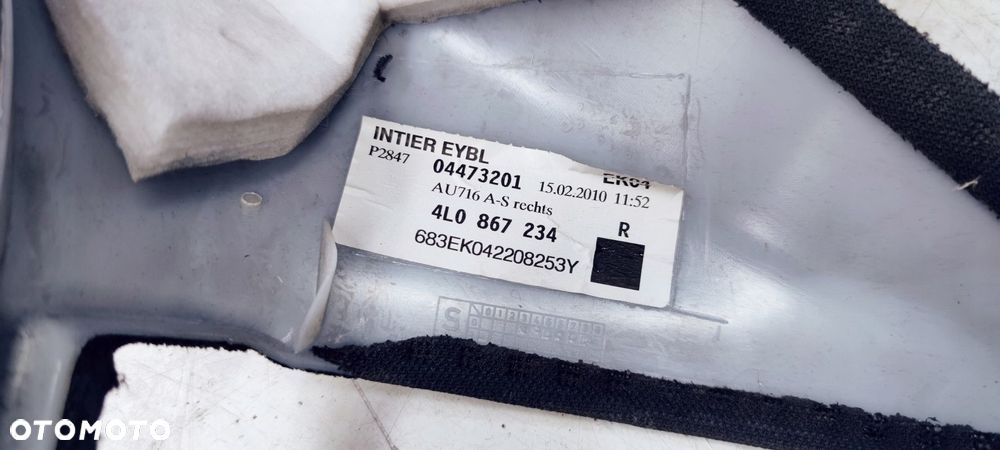 INTIER EYBL
P2847 04473201 15.02.2010 11:52
EK04
AU716 A-S rechts
4L0 867 234 R
683EK042208253Y
OTOMOTO